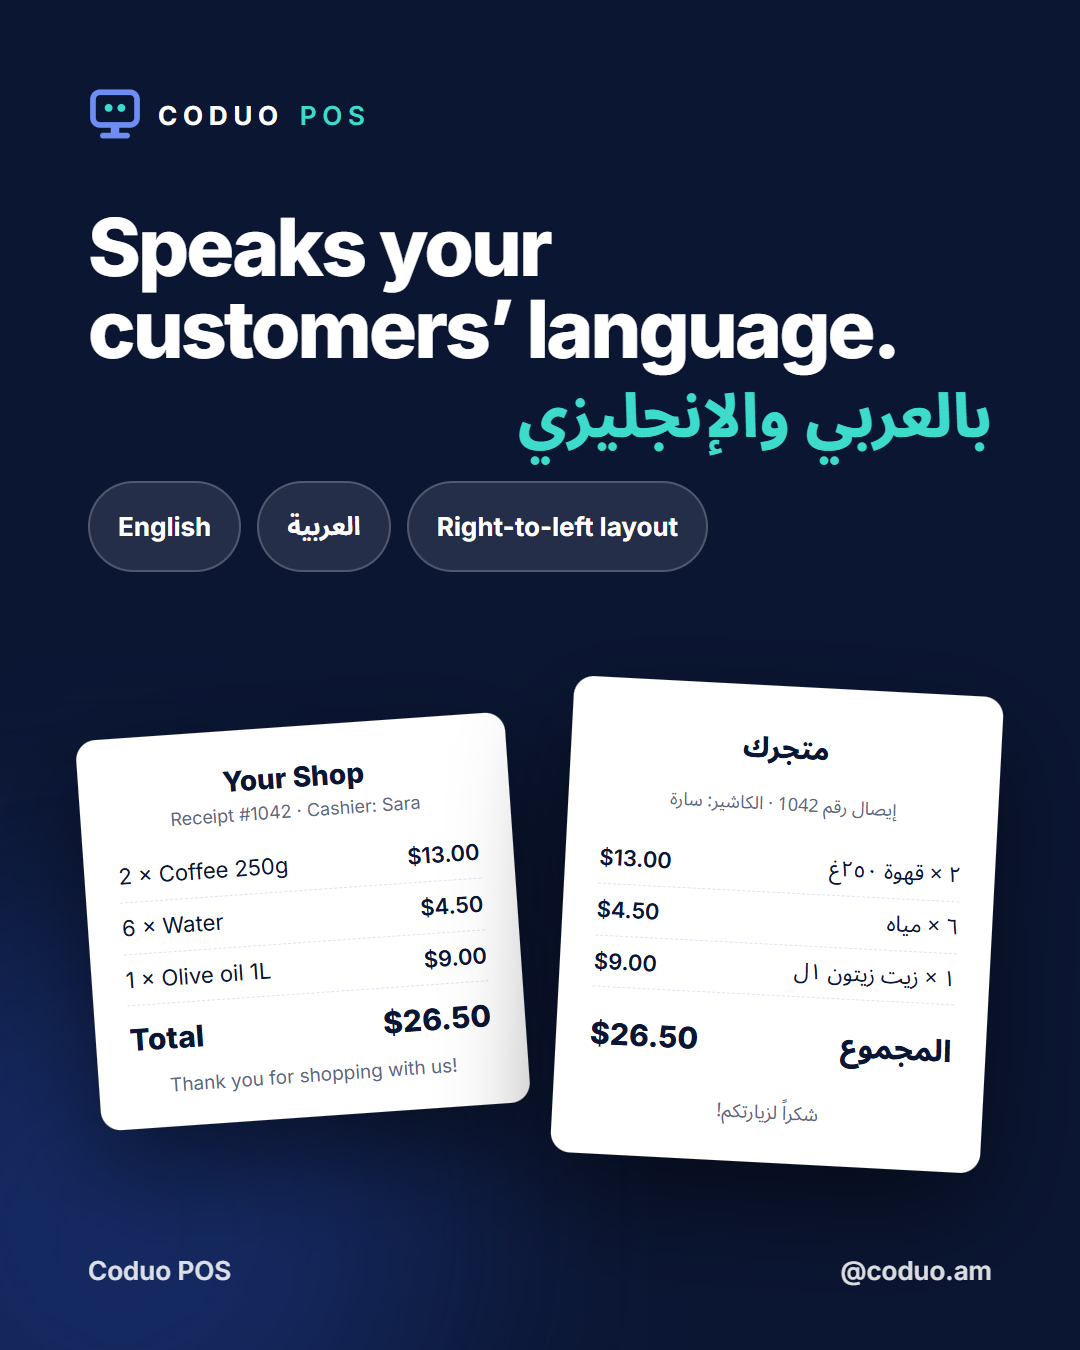 CODUO POS
Speaks your
customers’ language.
بالعربي والإنجليزي
English
العربية
Right-to-left layout
Your Shop
Receipt #1042 · Cashier: Sara
2 × Coffee 250g $13.00
6 × Water $4.50
1 × Olive oil 1L $9.00
Total $26.50
Thank you for shopping with us!
متجرك
إيصال رقم 1042 · الكاشير: سارة
٢ × قهوة ٢٥٠غ $13.00
٦ × مياه $4.50
١ × زيت زيتون ١ل $9.00
المجموع $26.50
شكراً لزيارتكم!
Coduo POS
@coduo.am